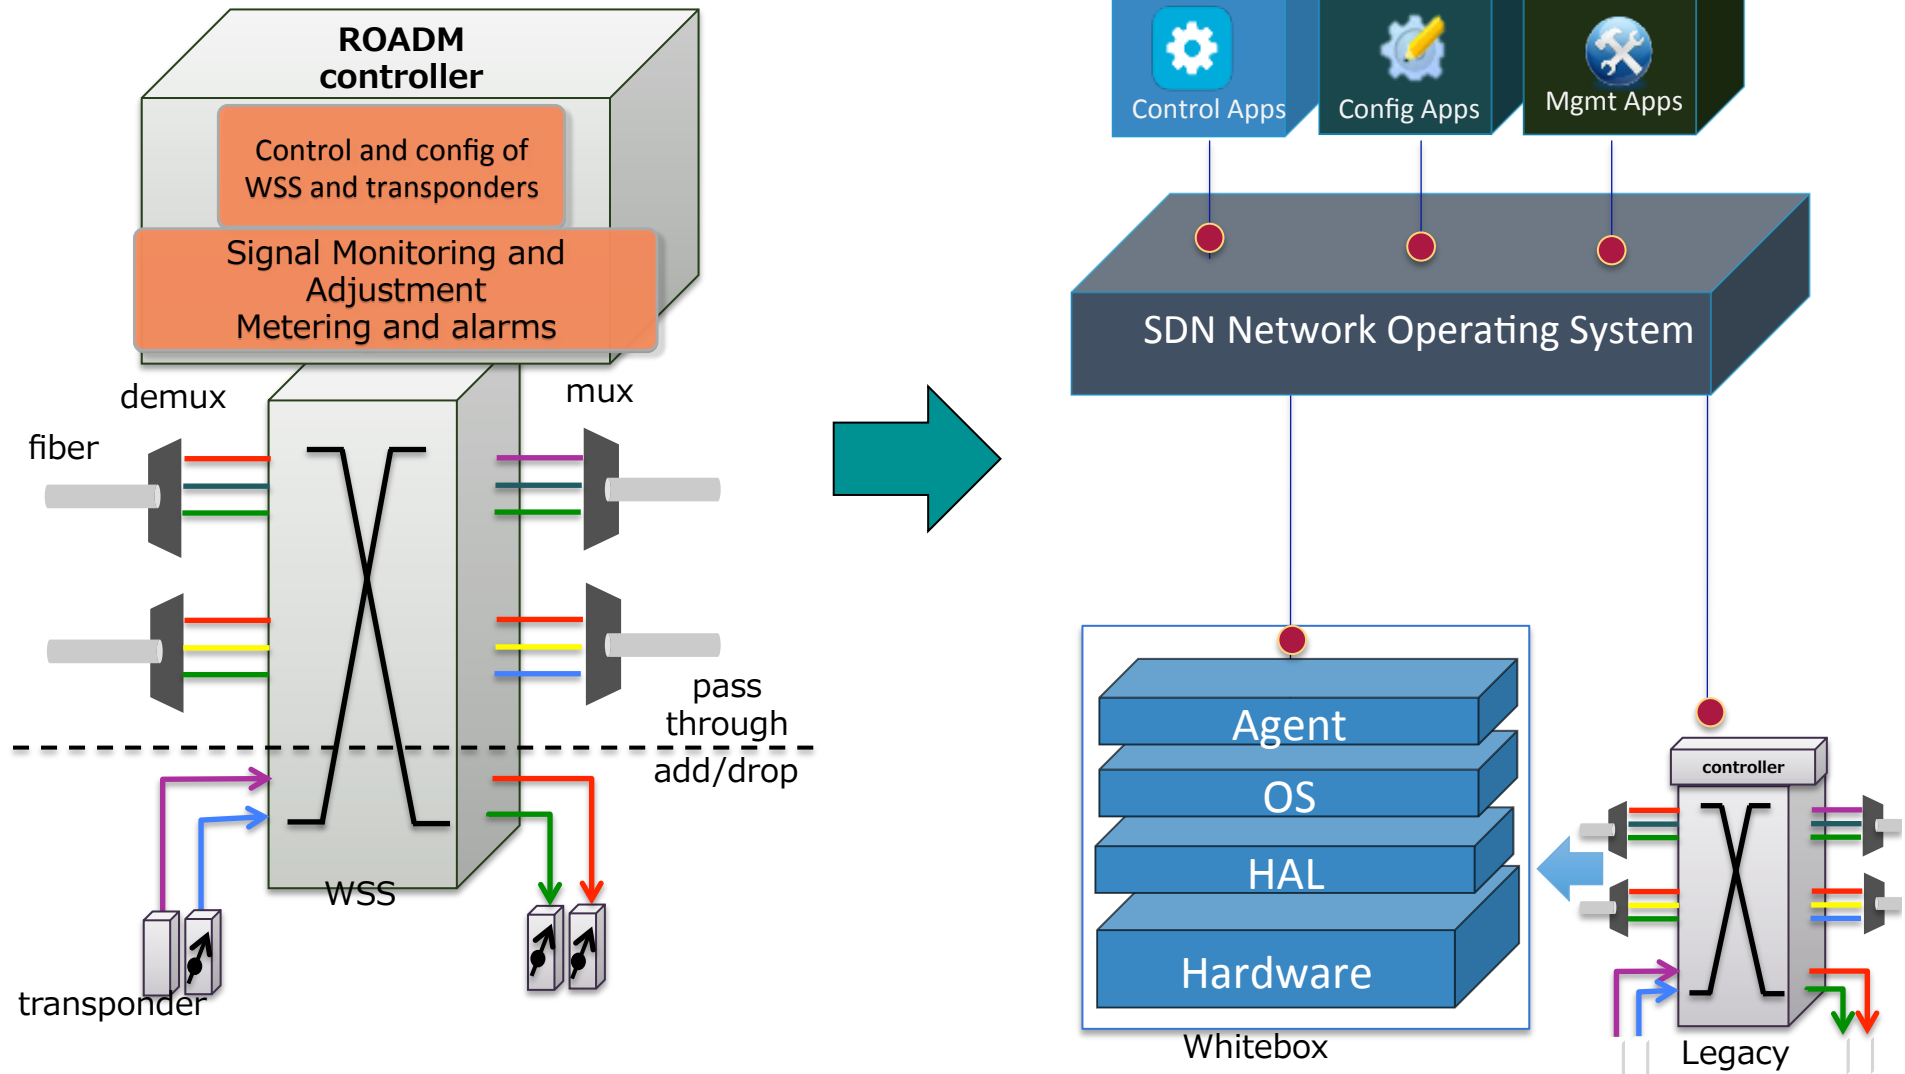 ROADM
controller
Control and config of
WSS and transponders
Signal Monitoring and
Adjustment
Metering and alarms
demux
mux
fiber
pass
through
add/drop
WSS
transponder
Control Apps
Config Apps
Mgmt Apps
SDN Network Operating System
Agent
OS
HAL
Hardware
Whitebox
controller
Legacy